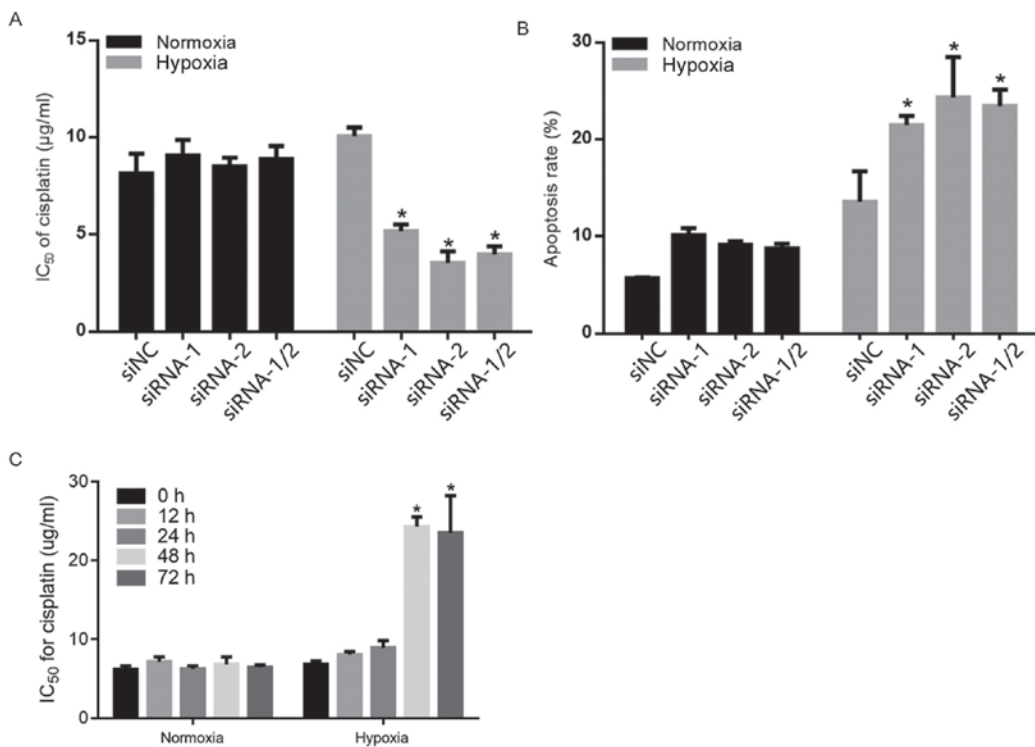 A
IC₅₀ of cisplatin (µg/ml)
15
10
5
0
Normoxia
Hypoxia
*
*
*
siNC
siRNA-1
siRNA-2
siRNA-1/2
siNC
siRNA-1
siRNA-2
siRNA-1/2
B
Apoptosis rate (%)
30
20
10
0
Normoxia
Hypoxia
*
*
*
siNC
siRNA-1
siRNA-2
siRNA-1/2
siNC
siRNA-1
siRNA-2
siRNA-1/2
C
IC₅₀ for cisplatin (ug/ml)
30
20
10
0
0 h
12 h
24 h
48 h
72 h
*
*
Normoxia
Hypoxia